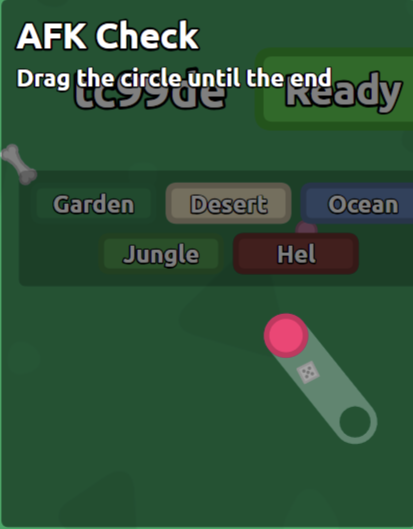 AFK Check
Drag the circle until the end
tc99de Ready
Garden Desert Ocean
Jungle Hel